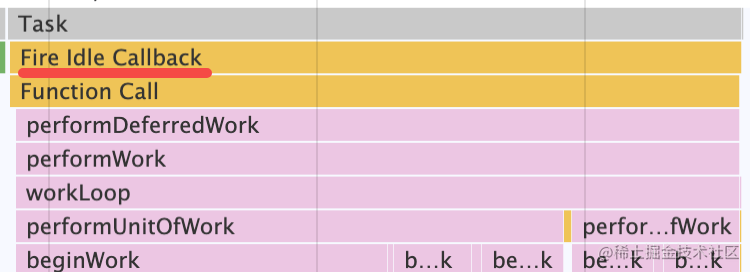 Task
Fire Idle Callback
Function Call
performDeferredWork
performWork
workLoop
performUnitOfWork perfor...fWork
beginWork b...k be...k be...k b...k
@稀土掘金技术社区